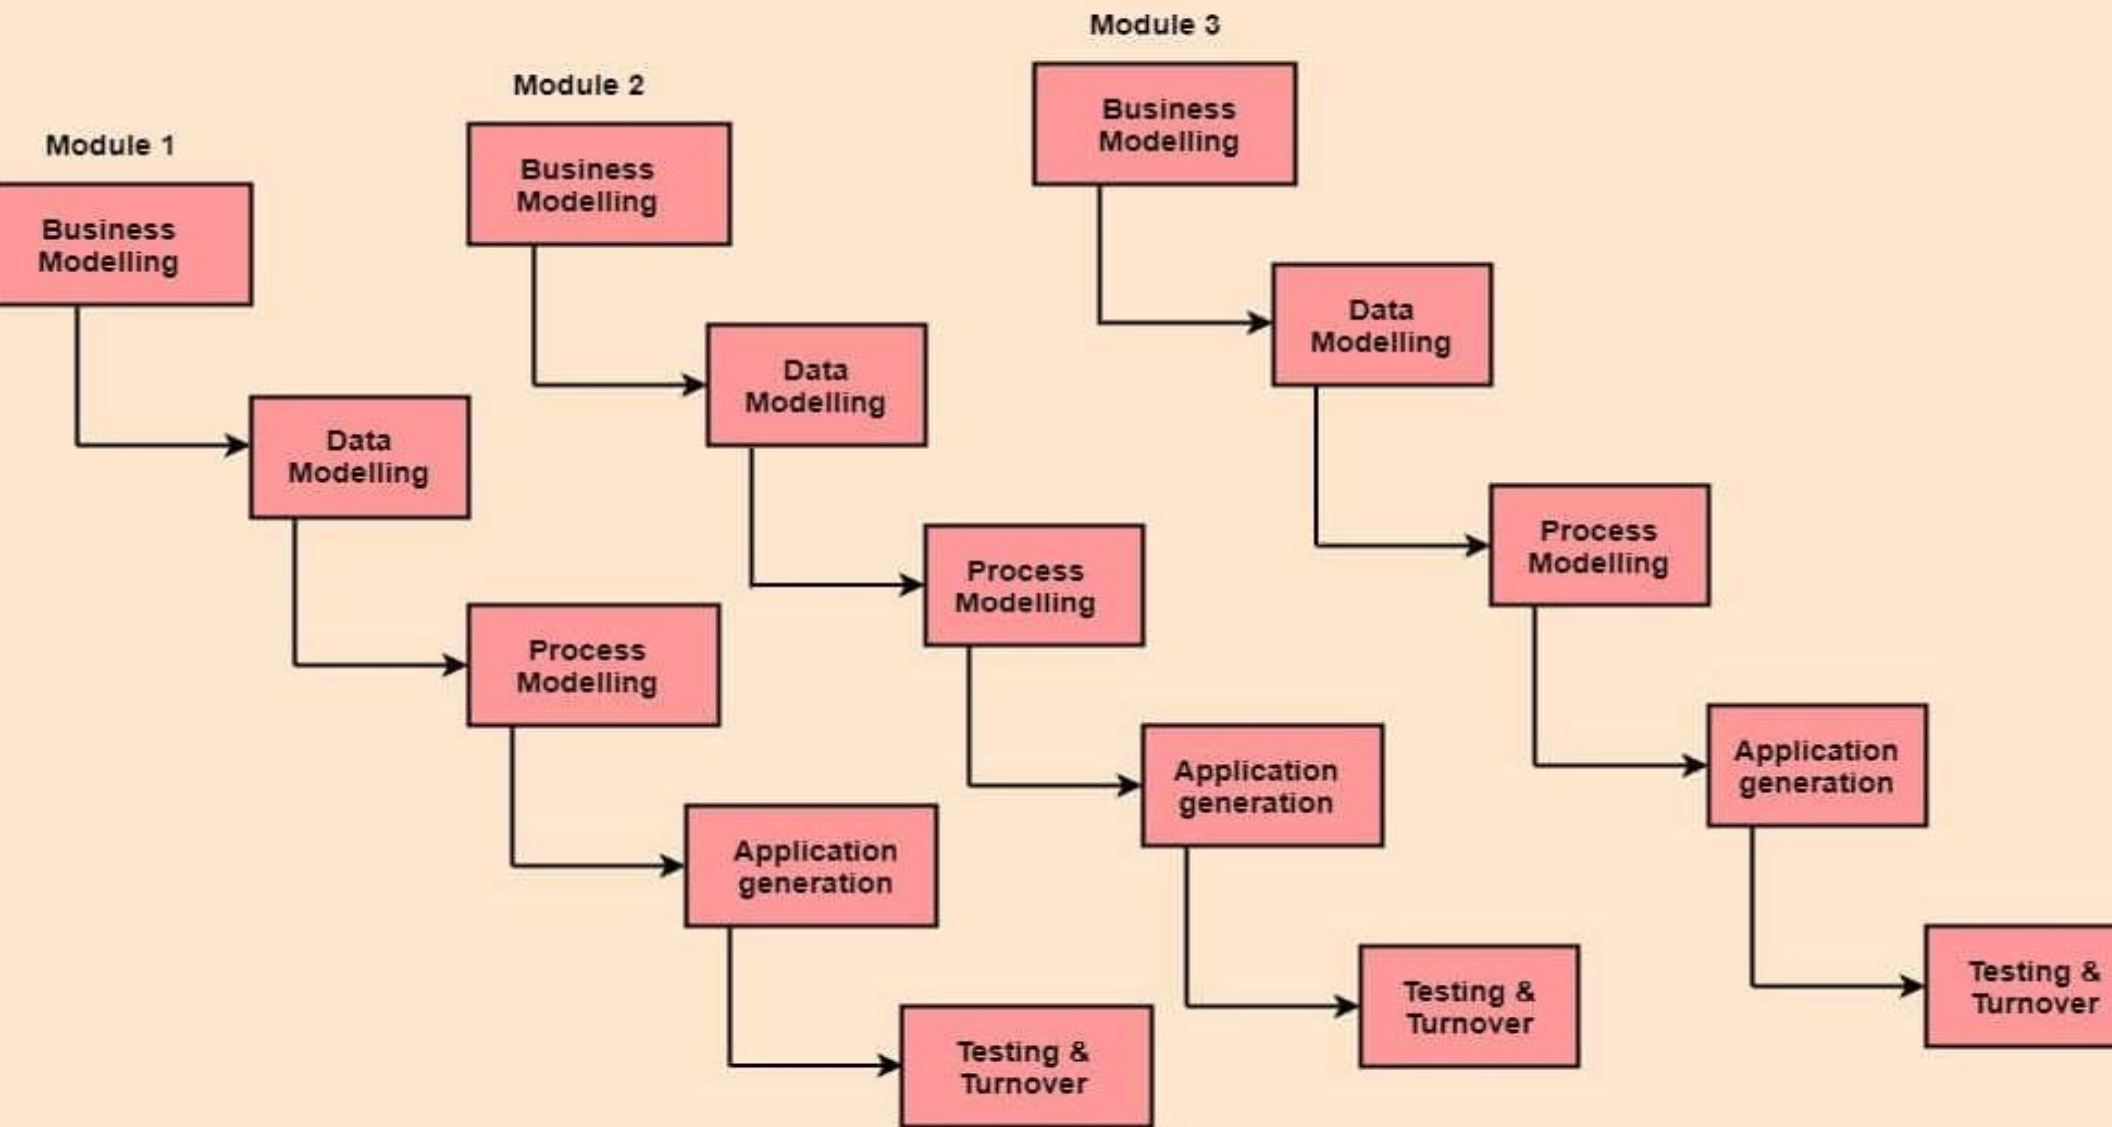 Module 1
Business
Modelling
Data
Modelling
Process
Modelling
Application
generation
Testing &
Turnover
Module 2
Business
Modelling
Data
Modelling
Process
Modelling
Application
generation
Testing &
Turnover
Module 3
Business
Modelling
Data
Modelling
Process
Modelling
Application
generation
Testing &
Turnover